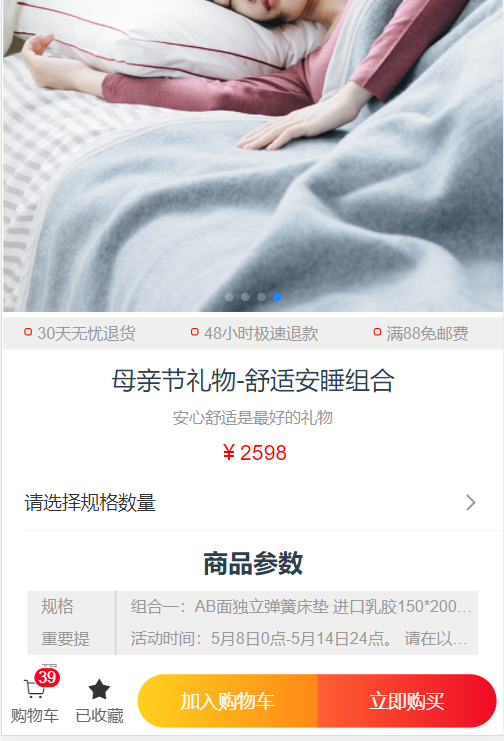 30天无忧退货 48小时极速退款 满88免邮费
母亲节礼物-舒适安睡组合
安心舒适是最好的礼物
¥ 2598
请选择规格数量
商品参数
规格 组合一：AB面独立弹簧床垫 进口乳胶150*200...
重要提 活动时间：5月8日0点-5月14日24点。 请在以...
醒
39
购物车 已收藏 加入购物车 立即购买